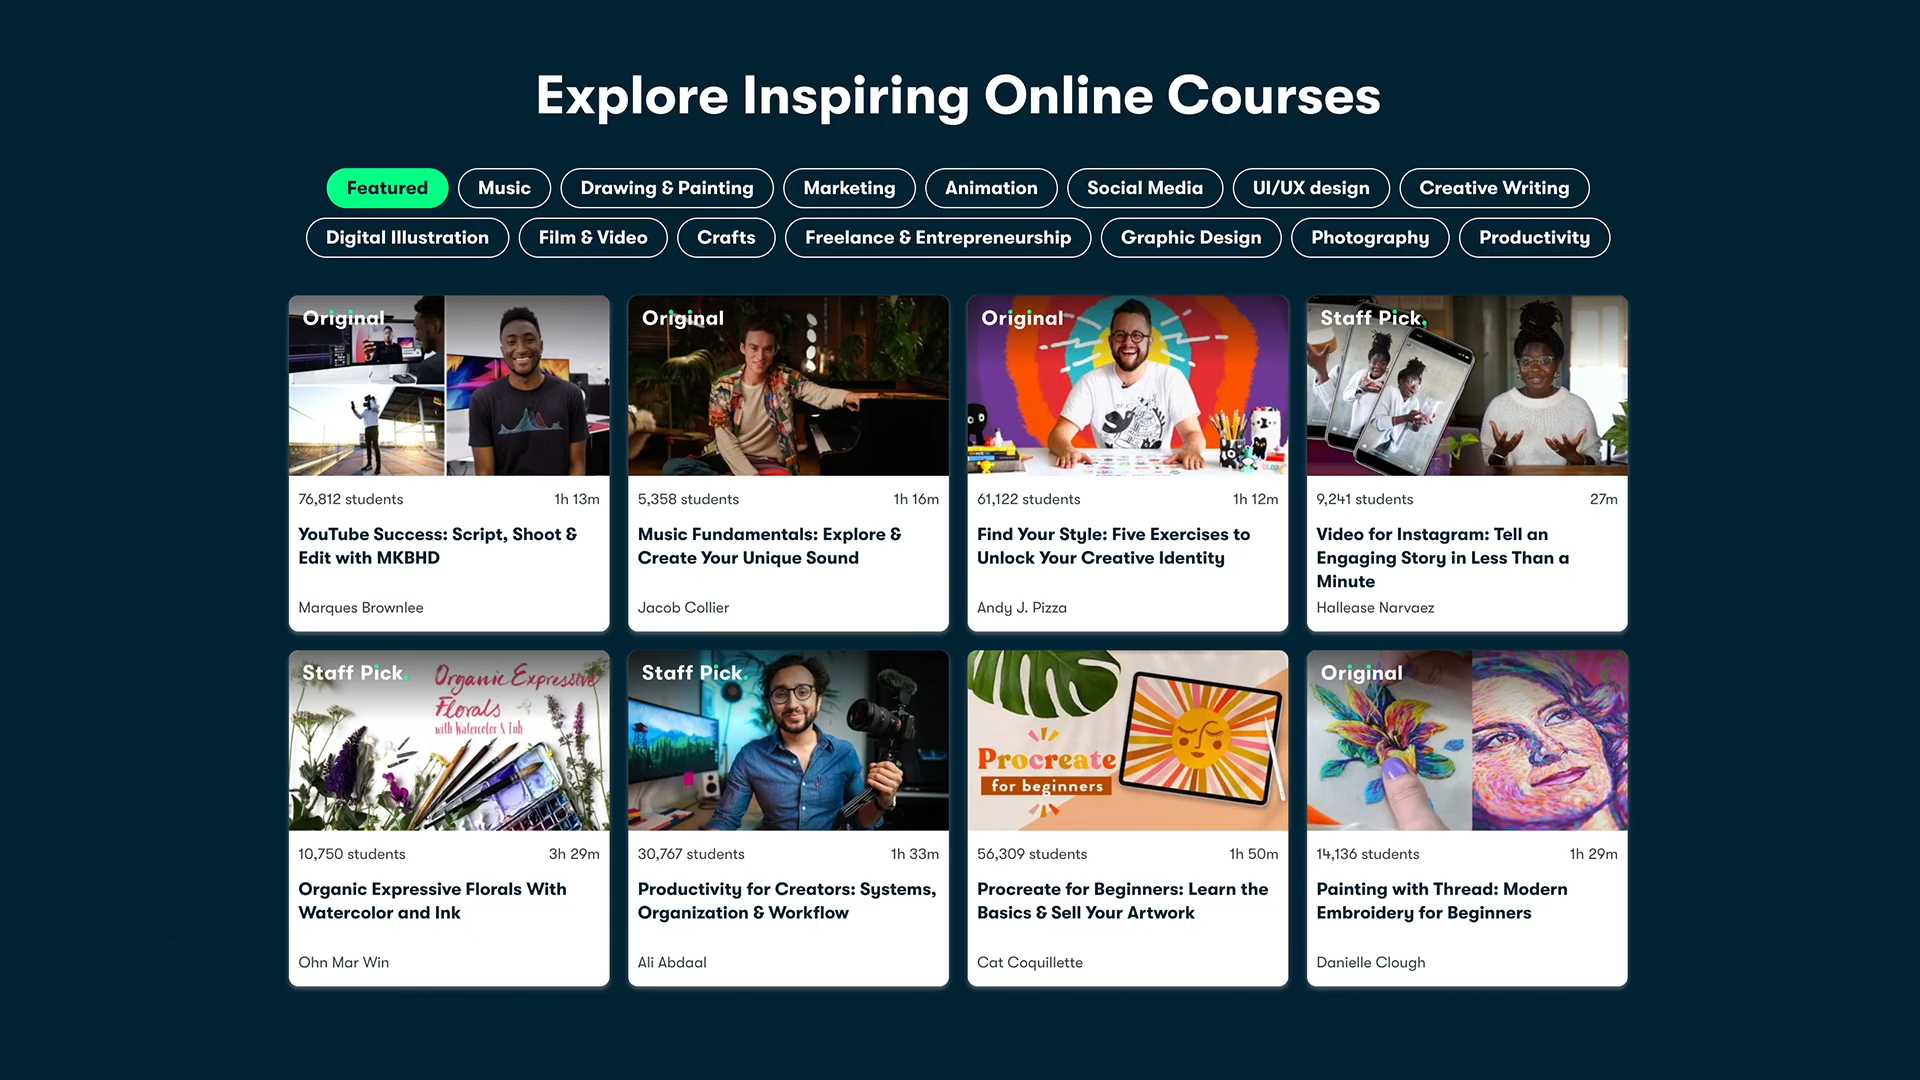 Explore Inspiring Online Courses
Featured
Music
Drawing & Painting
Marketing
Animation
Social Media
UI/UX design
Creative Writing
Digital Illustration
Film & Video
Crafts
Freelance & Entrepreneurship
Graphic Design
Photography
Productivity
Original
76,812 students
1h 13m
YouTube Success: Script, Shoot &
Edit with MKBHD
Marques Brownlee
Original
5,358 students
1h 16m
Music Fundamentals: Explore &
Create Your Unique Sound
Jacob Collier
Original
61,122 students
1h 12m
Find Your Style: Five Exercises to
Unlock Your Creative Identity
Andy J. Pizza
Staff Pick.
9,241 students
27m
Video for Instagram: Tell an
Engaging Story in Less Than a
Minute
Hallease Narvaez
Staff Pick.
Organic Expressive
Florals
with Watercolor & Ink
10,750 students
3h 29m
Organic Expressive Florals With
Watercolor and Ink
Ohn Mar Win
Staff Pick.
30,767 students
1h 33m
Productivity for Creators: Systems,
Organization & Workflow
Ali Abdaal
Procreate
for beginners
56,309 students
1h 50m
Procreate for Beginners: Learn the
Basics & Sell Your Artwork
Cat Coquillette
Original
14,136 students
1h 29m
Painting with Thread: Modern
Embroidery for Beginners
Danielle Clough